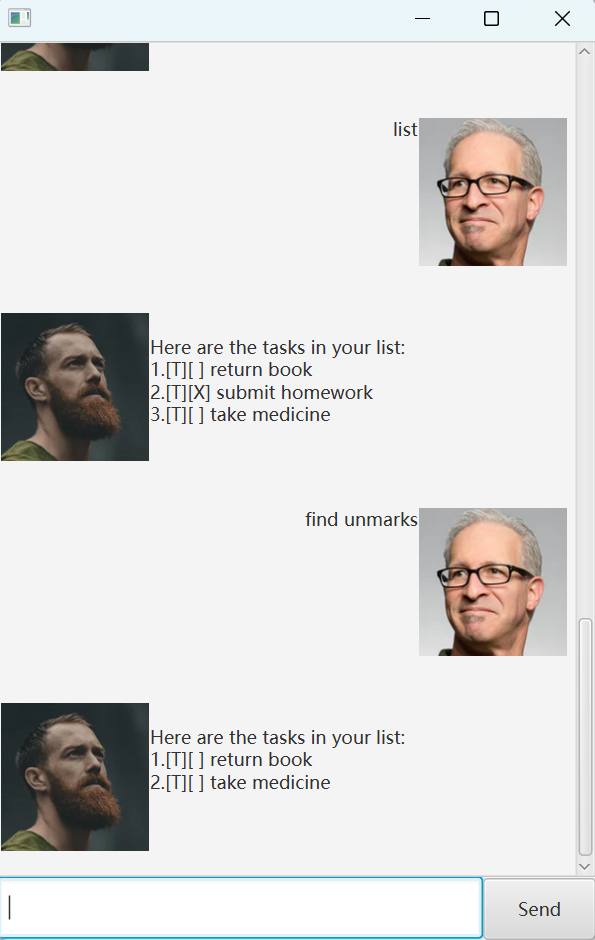 list
Here are the tasks in your list:
1.[T][ ] return book
2.[T][X] submit homework
3.[T][ ] take medicine
find unmarks
Here are the tasks in your list:
1.[T][ ] return book
2.[T][ ] take medicine
Send